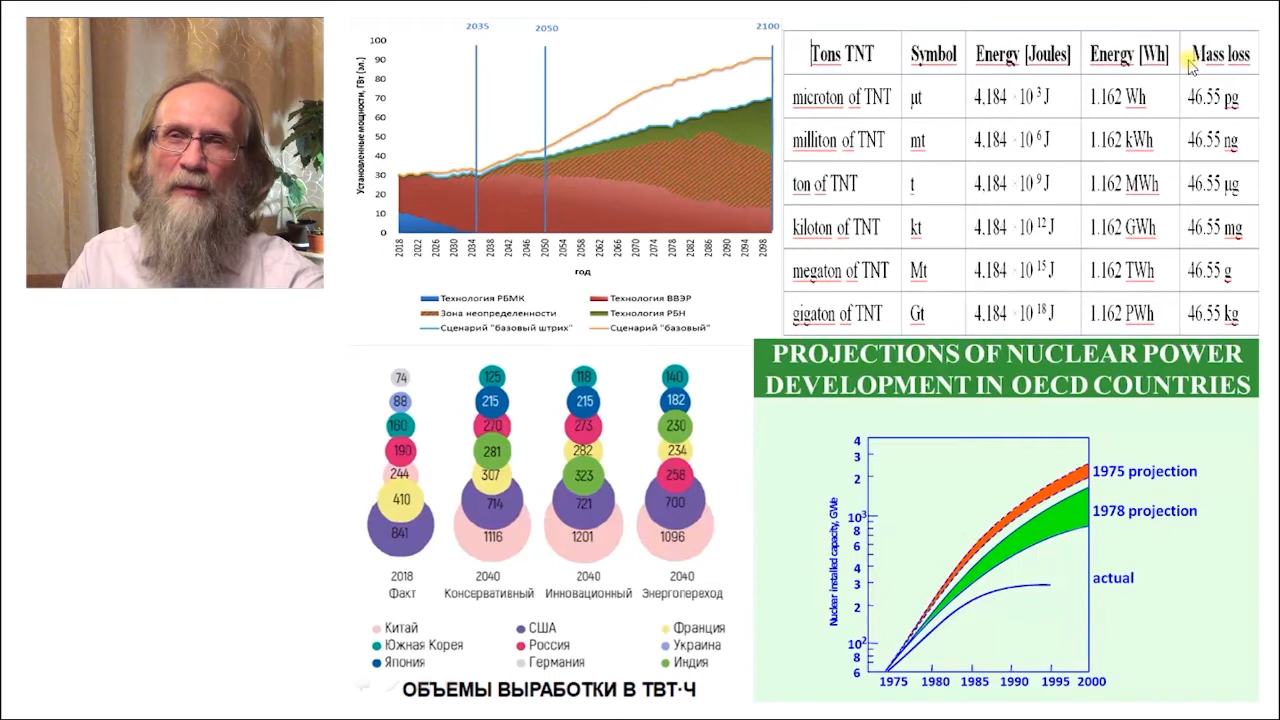 2035
2050
2100
Установленные мощности, ГВт (эл.)
100
90
80
70
60
50
40
30
20
10
0
2018
2022
2026
2030
2034
2038
2042
2046
2050
2054
2058
2062
2066
2070
2074
2078
2082
2086
2090
2094
2098
год
Технология РБМК
Технология ВВЭР
Зона неопределенности
Технология РБН
Сценарий "базовый штрих"
Сценарий "базовый"
Tons TNT Symbol Energy [Joules] Energy [Wh] Mass loss
microton of TNT µt 4.184 ×10 3 J 1.162 Wh 46.55 pg
milliton of TNT mt 4.184 ×10 6 J 1.162 kWh 46.55 ng
ton of TNT t 4.184 ×10 9 J 1.162 MWh 46.55 µg
kiloton of TNT kt 4.184 ×10 12 J 1.162 GWh 46.55 mg
megaton of TNT Mt 4.184 ×10 15 J 1.162 TWh 46.55 g
gigaton of TNT Gt 4.184 ×10 18 J 1.162 PWh 46.55 kg
74 125 118 140
88 215 215 182
160 270 273 230
190 281 282 234
244 307 323 258
410 714 721 700
841 1116 1201 1096
2018 2040 2040 2040
Факт Консервативный Инновационный Энергопереход
Китай США Франция
Южная Корея Россия Украина
Япония Германия Индия
ОБЪЕМЫ ВЫРАБОТКИ В ТВТ·Ч
PROJECTIONS OF NUCLEAR POWER
DEVELOPMENT IN OECD COUNTRIES
Nuclear installed capacity, GWe
4
3
2
10³
8
6
4
3
2
10²
8
6
1975 projection
1978 projection
actual
1975 1980 1985 1990 1995 2000